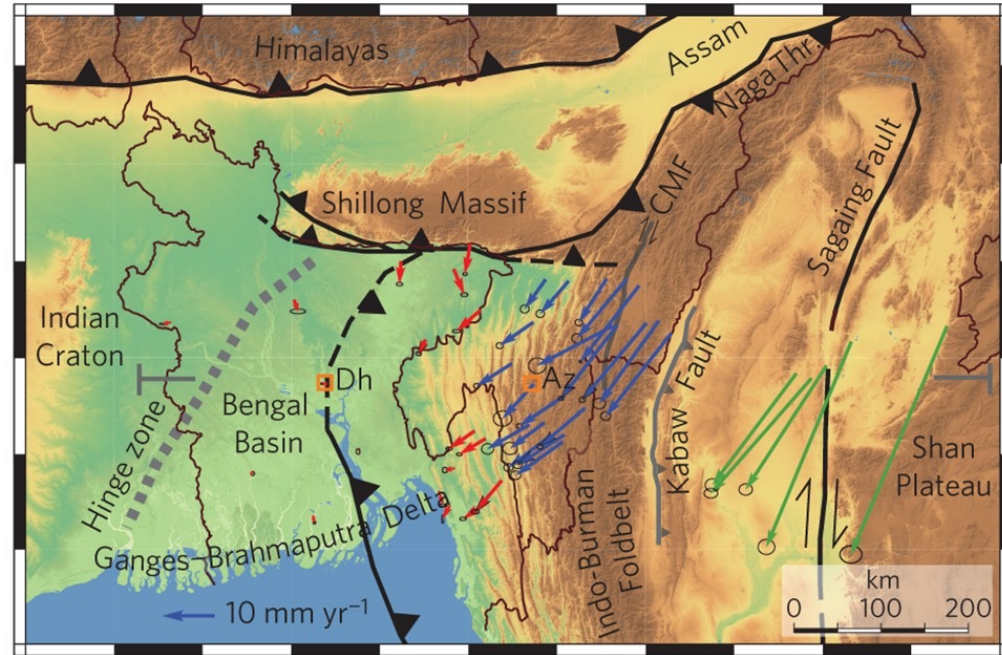 Himalayas
Assam
Naga Thr.
Shillong Massif
CMF
Sagaing Fault
Indian
Craton
Hinge zone
Dh
Bengal
Basin
Az
Kabaw Fault
Shan
Plateau
Ganges–Brahmaputra Delta
Indo-Burman
Foldbelt
10 mm yr⁻¹
km
0 100 200